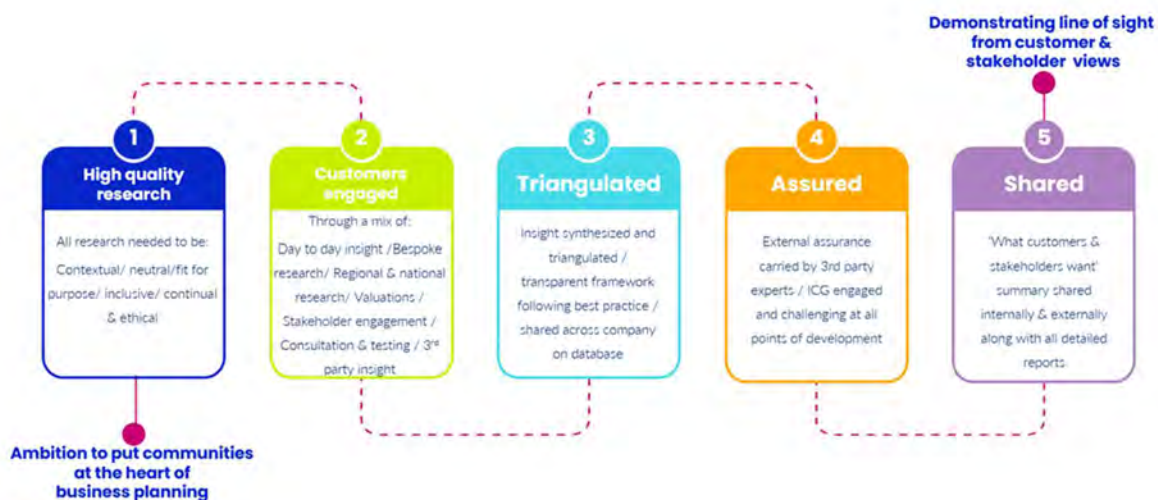 Demonstrating line of sight
from customer &
stakeholder views
1
High quality
research
All research needed to be:
Contextual/ neutral/fit for
purpose/ inclusive/ continual
& ethical
Ambition to put communities
at the heart of
business planning
2
Customers
engaged
Through a mix of:
Day to day insight /Bespoke
research/ Regional & national
research/ Valuations /
Stakeholder engagement /
Consultation & testing / 3rd
party insight
3
Triangulated
Insight synthesized and
triangulated /
transparent framework
following best practice /
shared across company
on database
4
Assured
External assurance
carried by 3rd party
experts / ICG engaged
and challenging at all
points of development
5
Shared
'What customers &
stakeholders want'
summary shared
internally & externally
along with all detailed
reports